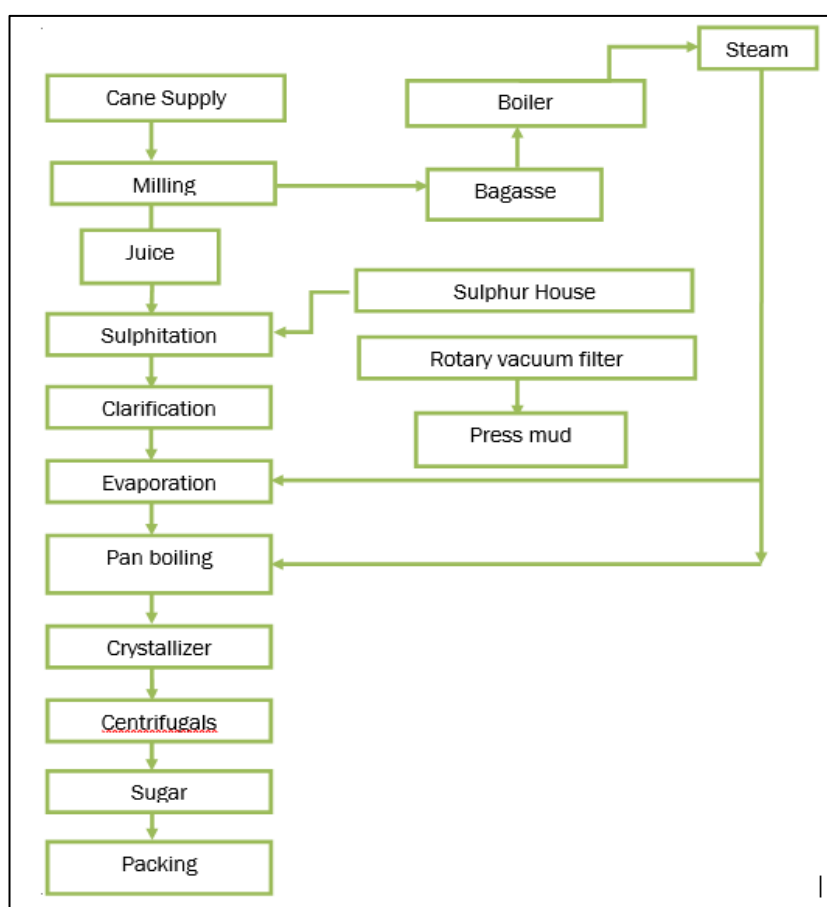 Steam
Cane Supply
Boiler
Milling
Bagasse
Juice
Sulphur House
Sulphitation
Rotary vacuum filter
Clarification
Press mud
Evaporation
Pan boiling
Crystallizer
Centrifugals
Sugar
Packing